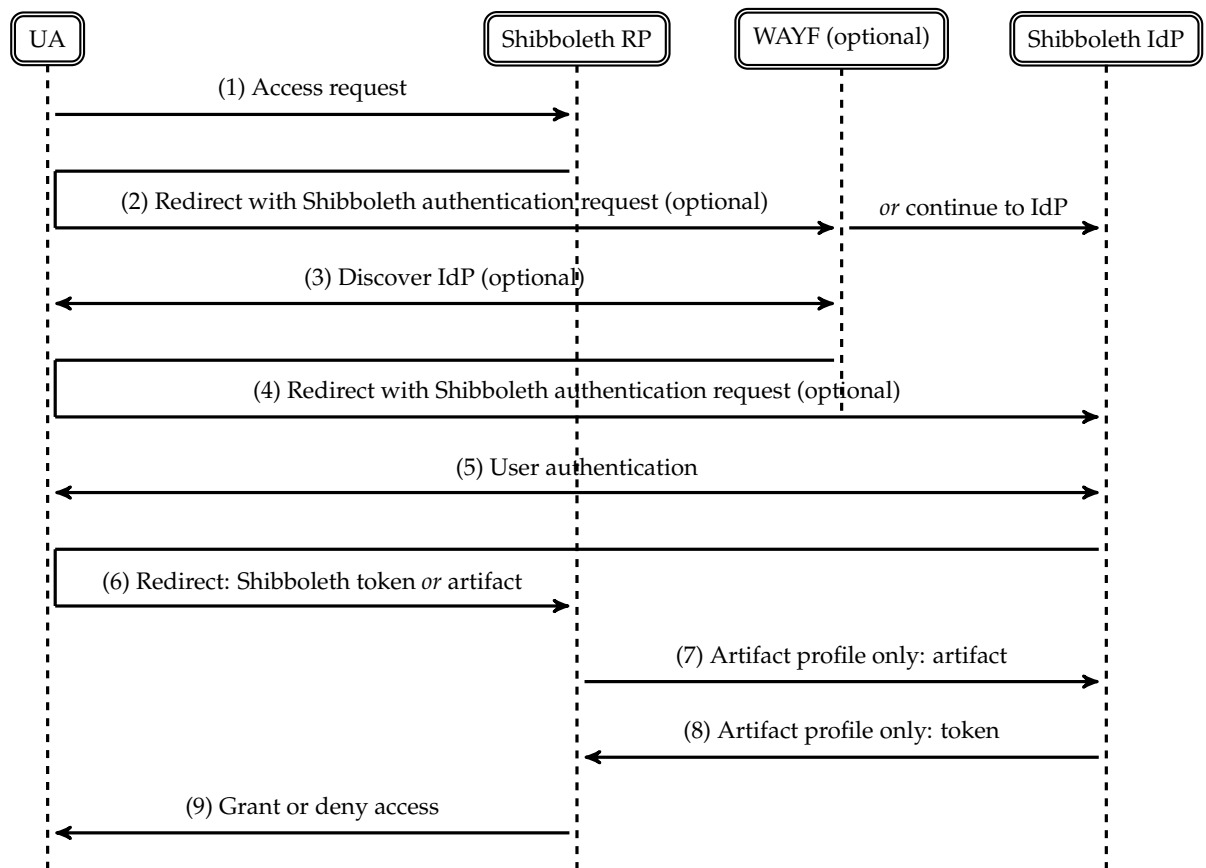 UA
Shibboleth RP
WAYF (optional)
Shibboleth IdP
(1) Access request
(2) Redirect with Shibboleth authentication request (optional)
or continue to IdP
(3) Discover IdP (optional)
(4) Redirect with Shibboleth authentication request (optional)
(5) User authentication
(6) Redirect: Shibboleth token or artifact
(7) Artifact profile only: artifact
(8) Artifact profile only: token
(9) Grant or deny access